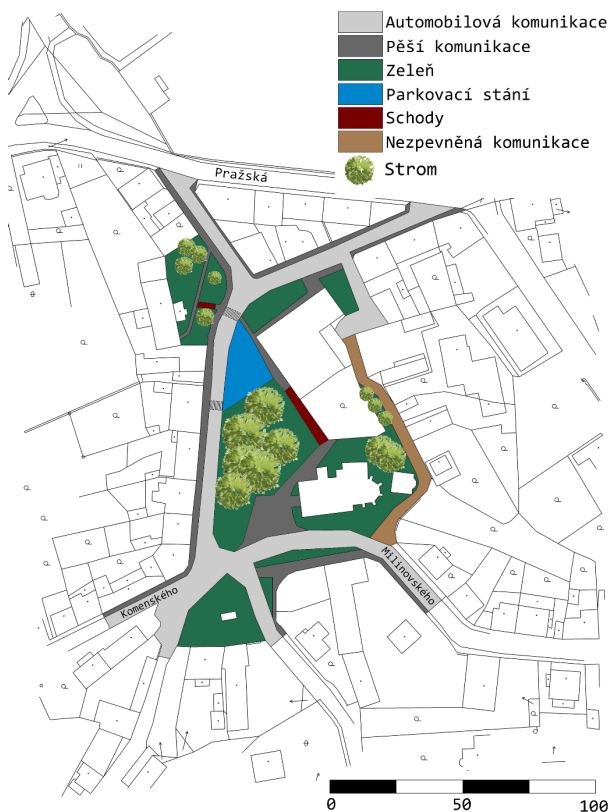 Automobilová komunikace
Pěší komunikace
Zeleň
Parkovací stání
Schody
Nezpevněná komunikace
Strom
Pražská
Komenského
Milínovského
0 50 100